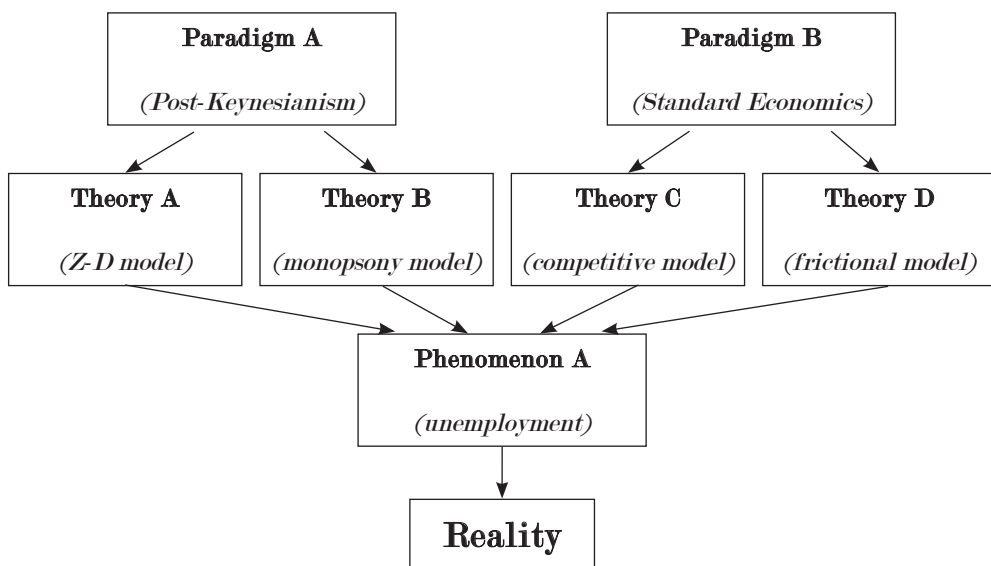 Paradigm A
(Post-Keynesianism)
Paradigm B
(Standard Economics)
Theory A
(Z-D model)
Theory B
(monopsony model)
Theory C
(competitive model)
Theory D
(frictional model)
Phenomenon A
(unemployment)
Reality